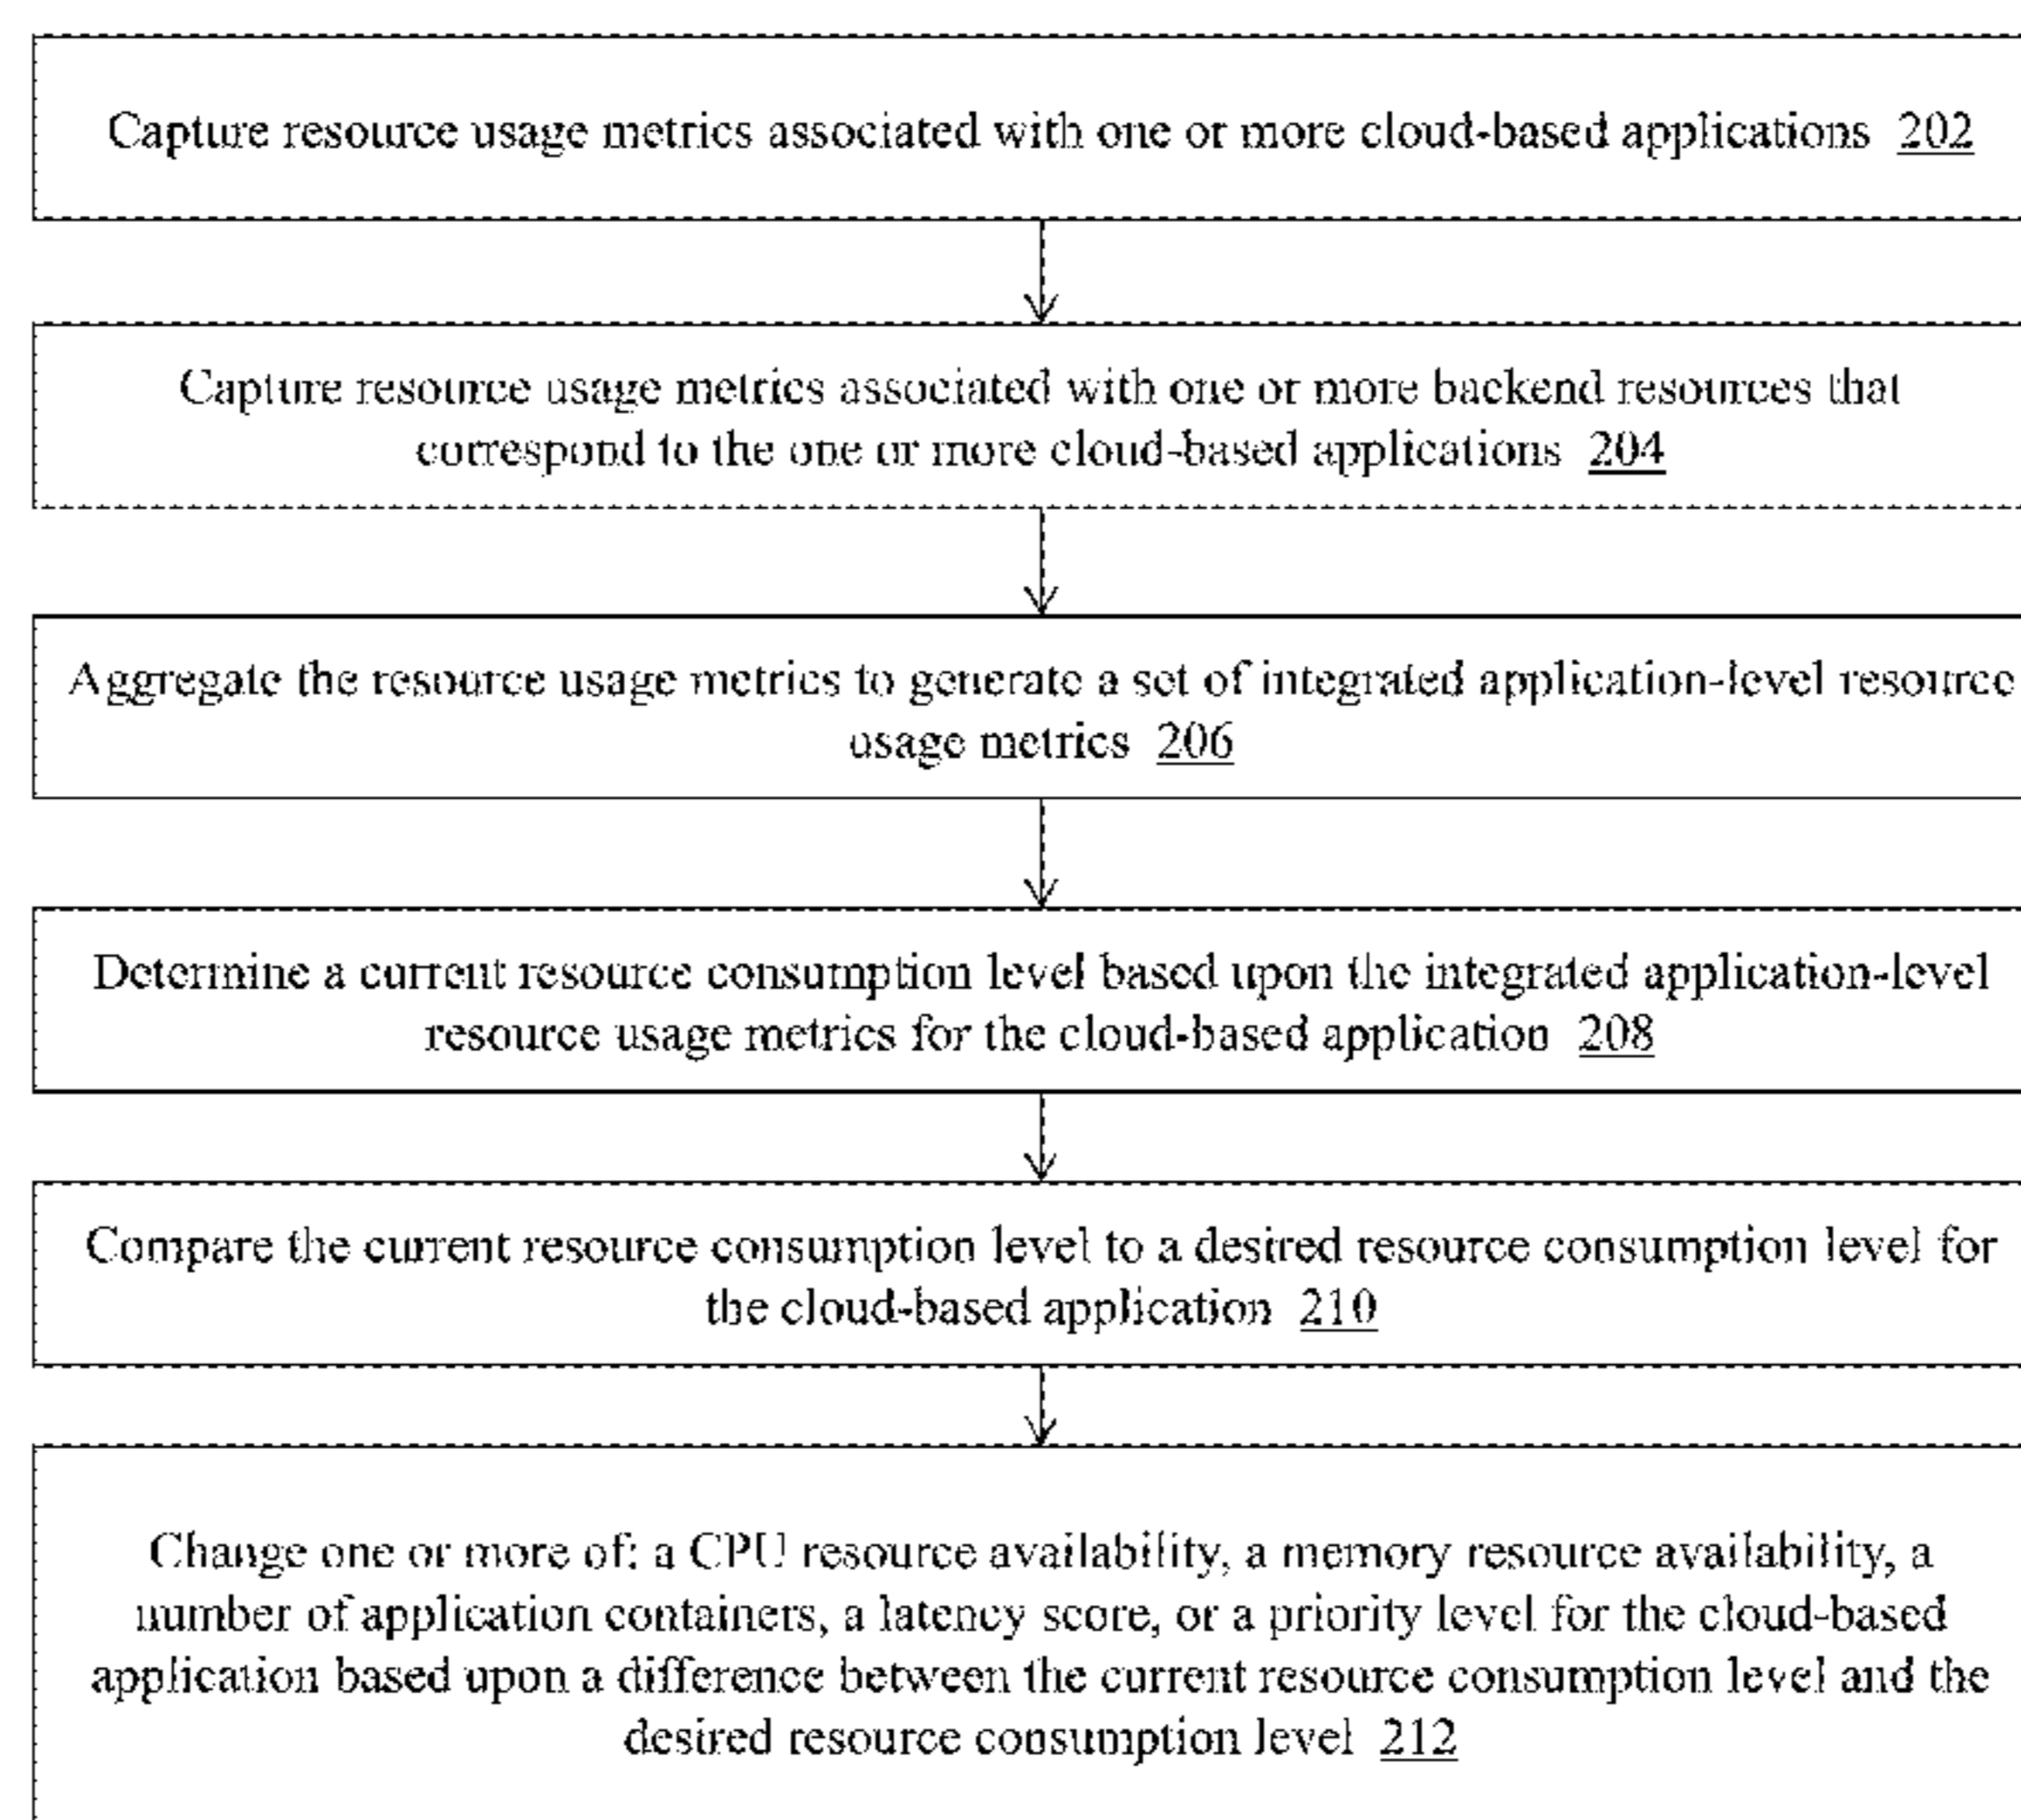 Capture resource usage metrics associated with one or more cloud-based applications 202
Capture resource usage metrics associated with one or more backend resources that
correspond to the one or more cloud-based applications 204
Aggregate the resource usage metrics to generate a set of integrated application-level resource
usage metrics 206
Determine a current resource consumption level based upon the integrated application-level
resource usage metrics for the cloud-based application 208
Compare the current resource consumption level to a desired resource consumption level for
the cloud-based application 210
Change one or more of: a CPU resource availability, a memory resource availability, a
number of application containers, a latency score, or a priority level for the cloud-based
application based upon a difference between the current resource consumption level and the
desired resource consumption level 212